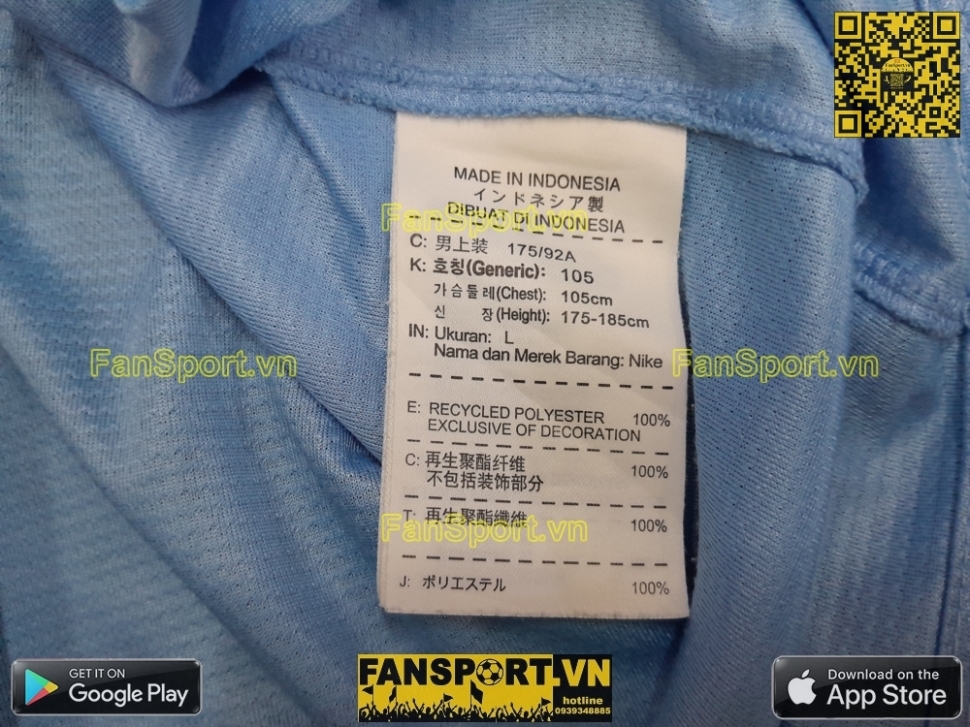 MADE IN INDONESIA
インドネシア製
DIBUAT DI INDONESIA
FanSport.vn
C: 男上装 175/92A
K: 호칭(Generic): 105
가슴둘레(Chest): 105cm
신 장(Height): 175-185cm
IN: Ukuran: L
Nama dan Merek Barang: Nike
FanSport.vn
FanSport.vn
E: RECYCLED POLYESTER 100%
EXCLUSIVE OF DECORATION
C: 再生聚酯纤维 100%
不包括装饰部分
T: 再生聚酯纖維 100%
FanSport.vn
J: ポリエステル 100%
GET IT ON
Google Play
FANSPORT.VN
hotline
0939348885
Download on the
App Store